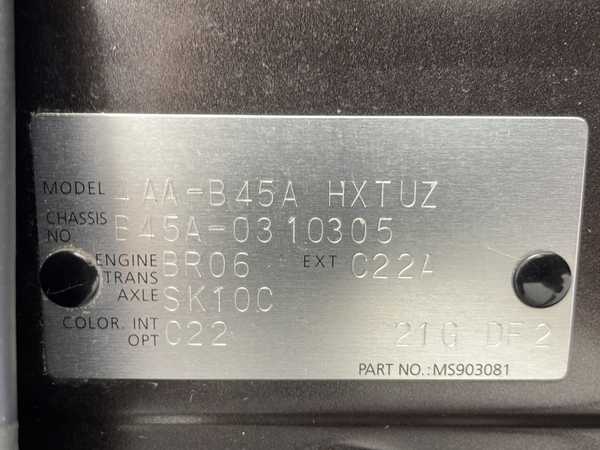 MODEL 4AA-B45A HXTUZ
CHASSIS NO. B45A-0310305
ENGINE BR06 EXT C22A
TRANS AXLE SK10C
COLOR. INT OPT C22 21G DF2
PART NO.:MS903081